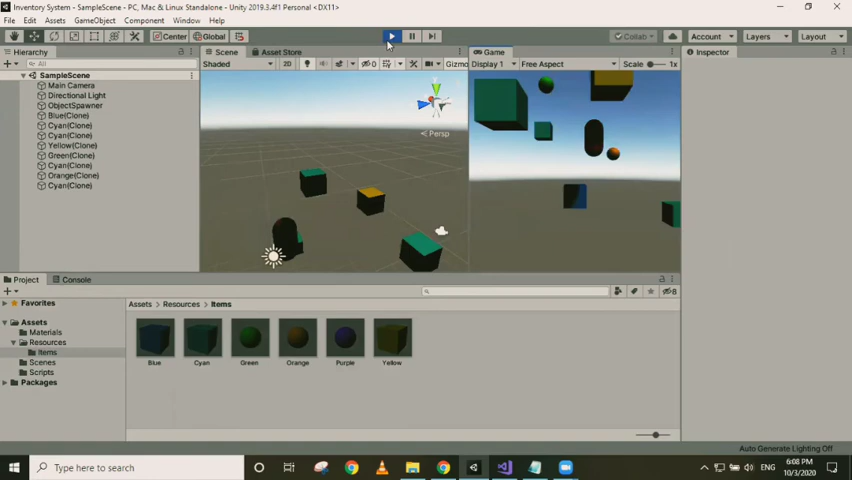 Inventory System - SampleScene - PC, Mac & Linux Standalone - Unity 2019.3.4f1 Personal* <DX11>
File Edit Assets GameObject Component Window Help
Center Global Collab Account Layers Layout
Hierarchy Scene Asset Store Game Inspector
All Shaded 2D 0 Gizmo Display 1 Free Aspect Scale 1x
SampleScene
Main Camera
Directional Light
ObjectSpawner
Blue(Clone)
Cyan(Clone)
Cyan(Clone)
Yellow(Clone)
Green(Clone)
Cyan(Clone)
Orange(Clone)
Cyan(Clone)
y
Persp
Project Console
8
Favorites
Assets
Materials
Resources
Items
Scenes
Scripts
Packages
Assets > Resources > Items
Blue Cyan Green Orange Purple Yellow
Auto Generate Lighting Off
Type here to search
ENG
6:08 PM
10/3/2020